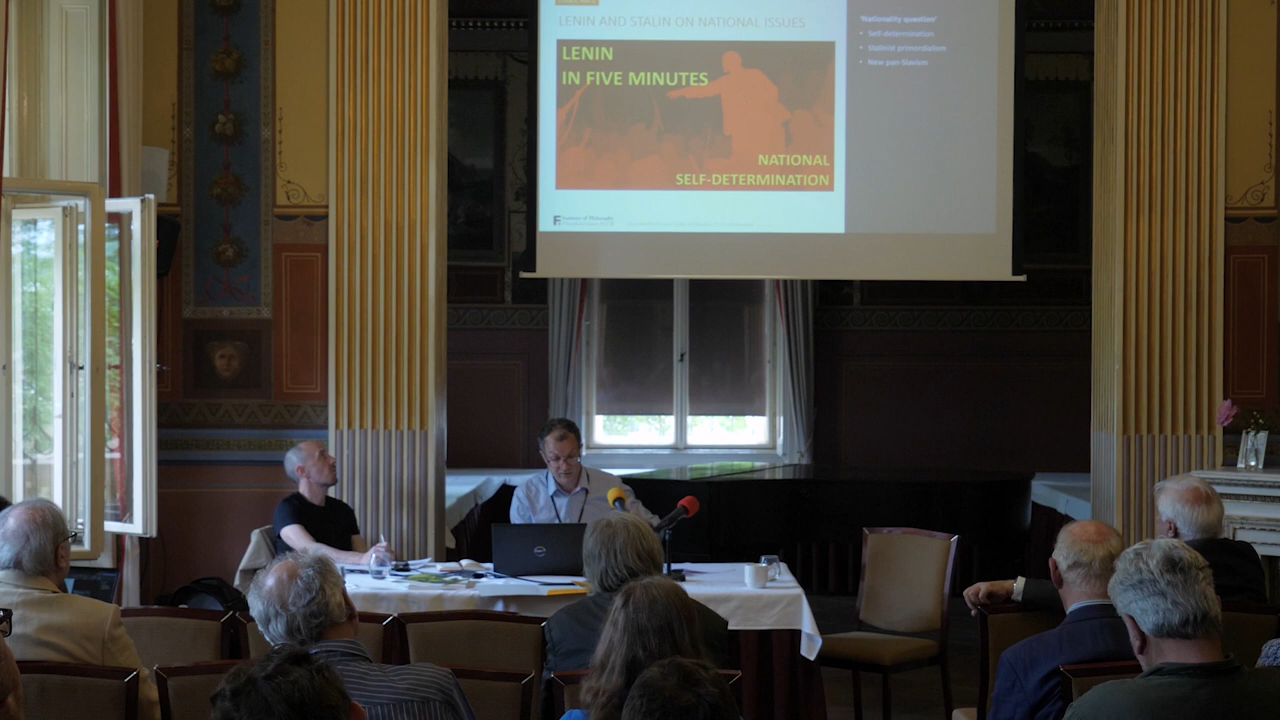 LENIN AND STALIN ON NATIONAL ISSUES
LENIN
IN FIVE MINUTES
NATIONAL
SELF-DETERMINATION
'Nationality question'
• Self-determination
• Stalinist primordialism
• New pan-Slavism
Institute of Philosophy
DELL